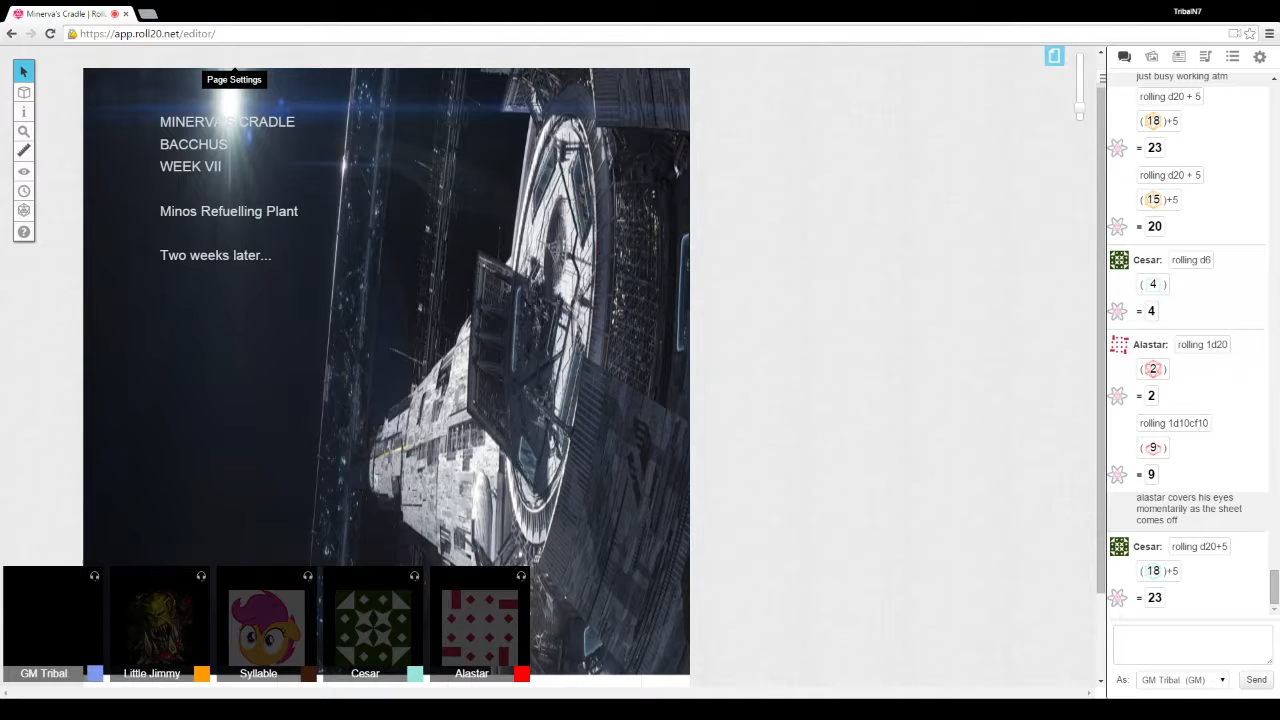 TribalN7
Minerva's Cradle | Roll
https://app.roll20.net/editor/
Page Settings
MINERVA'S CRADLE
BACCHUS
WEEK VII
Minos Refuelling Plant
Two weeks later...
GM Tribal
Little Jimmy
Syllable
Cesar
Alastar
just busy working atm
rolling d20 + 5
(18)+5
= 23
rolling d20 + 5
(15)+5
= 20
Cesar: rolling d6
(4)
= 4
Alastar: rolling 1d20
(2)
= 2
rolling 1d10cf10
(9)
= 9
alastar covers his eyes
momentarily as the sheet
comes off
Cesar: rolling d20+5
(18)+5
= 23
As: GM Tribal (GM) Send